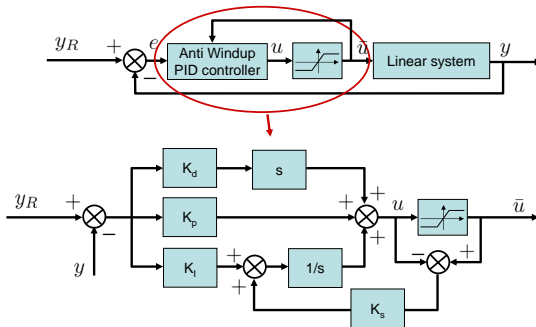 y_R
+
−
e
Anti Windup
PID controller
u
ū
Linear system
y
K_d
s
+
y_R
+
−
K_p
+
+
u
ū
y
K_I
+
+
1/s
−
+
K_s